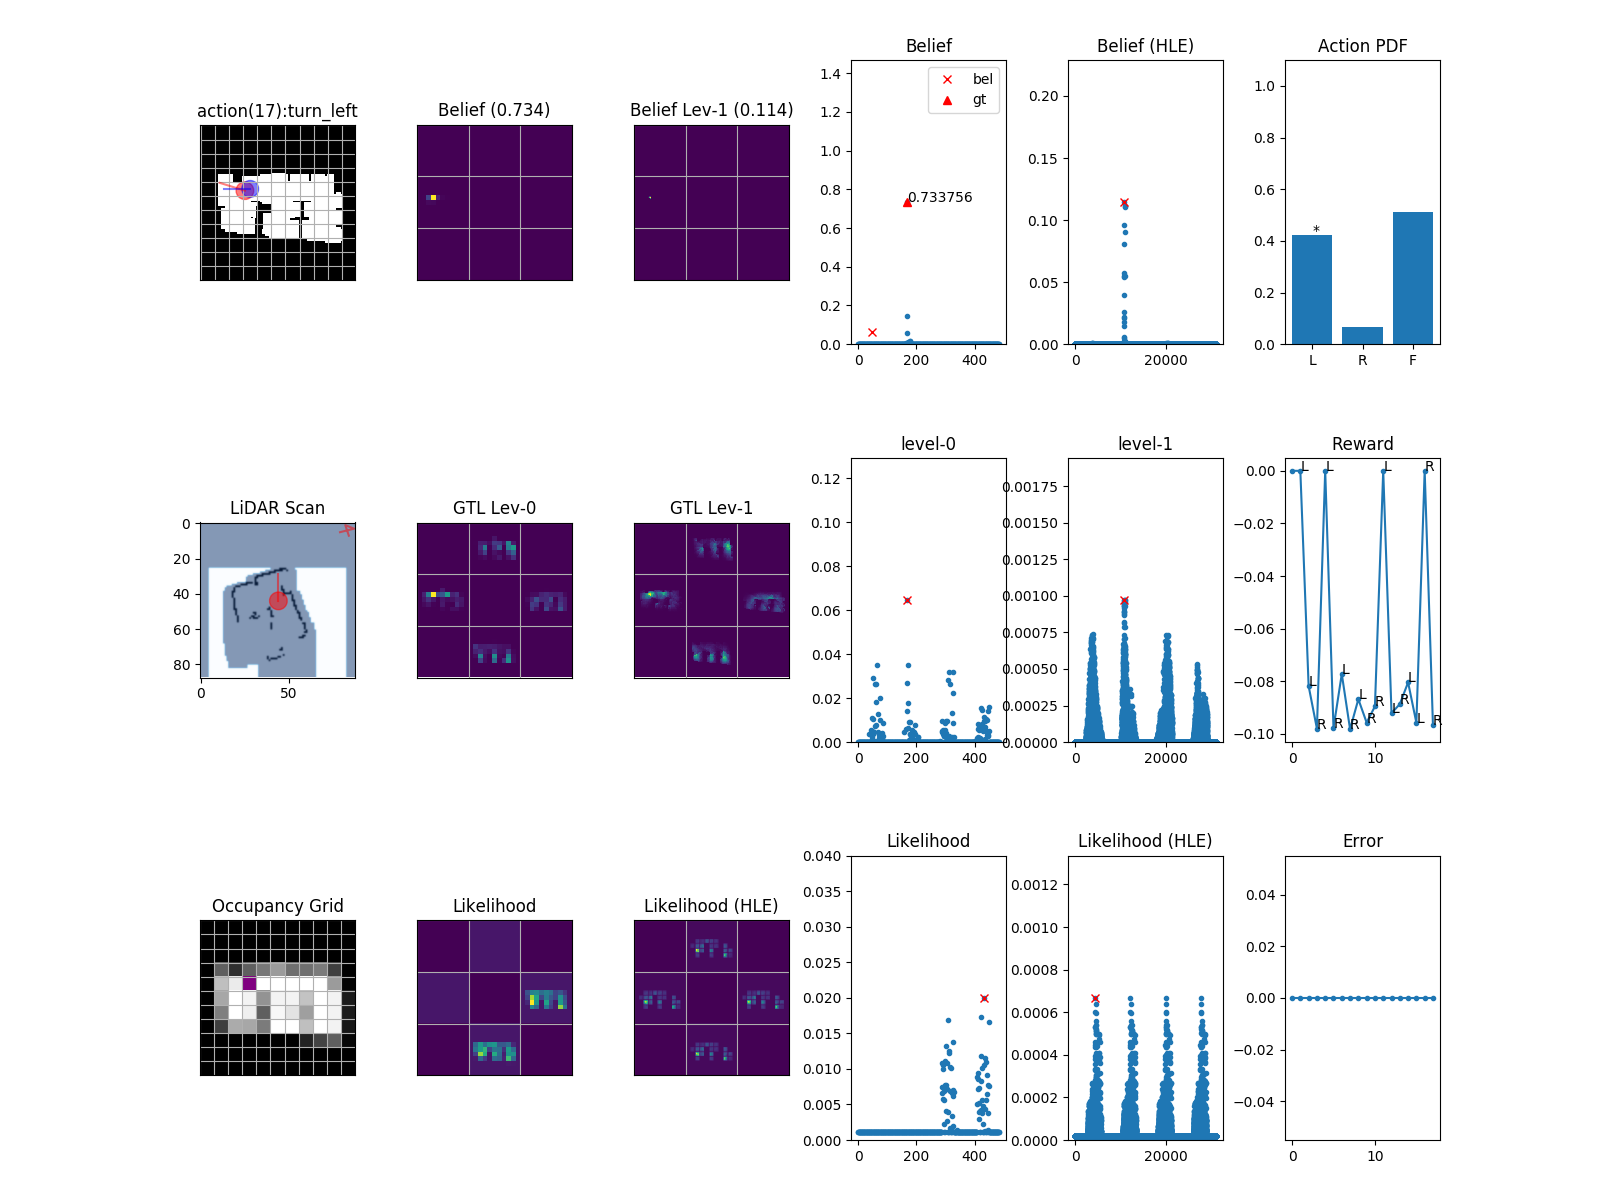 action(17):turn_left
Belief (0.734)
Belief Lev-1 (0.114)
Belief
1.4
1.2
1.0
0.8
0.6
0.4
0.2
0.0
0 200 400
bel
gt
0.733756
Belief (HLE)
0.20
0.15
0.10
0.05
0.00
0 20000
Action PDF
1.0
0.8
0.6
0.4
0.2
0.0
*
L R F
LiDAR Scan
0
20
40
60
80
0 50
GTL Lev-0
GTL Lev-1
level-0
0.12
0.10
0.08
0.06
0.04
0.02
0.00
0 200 400
level-1
0.00175
0.00150
0.00125
0.00100
0.00075
0.00050
0.00025
0.00000
0 20000
Reward
0.00
−0.02
−0.04
−0.06
−0.08
−0.10
L
L
R
L
R
L
R
L
R
R
L
L
R
L
L
R
R
0 10
Occupancy Grid
Likelihood
Likelihood (HLE)
Likelihood
0.040
0.035
0.030
0.025
0.020
0.015
0.010
0.005
0.000
0 200 400
Likelihood (HLE)
0.0012
0.0010
0.0008
0.0006
0.0004
0.0002
0.0000
0 20000
Error
0.04
0.02
0.00
−0.02
−0.04
0 10